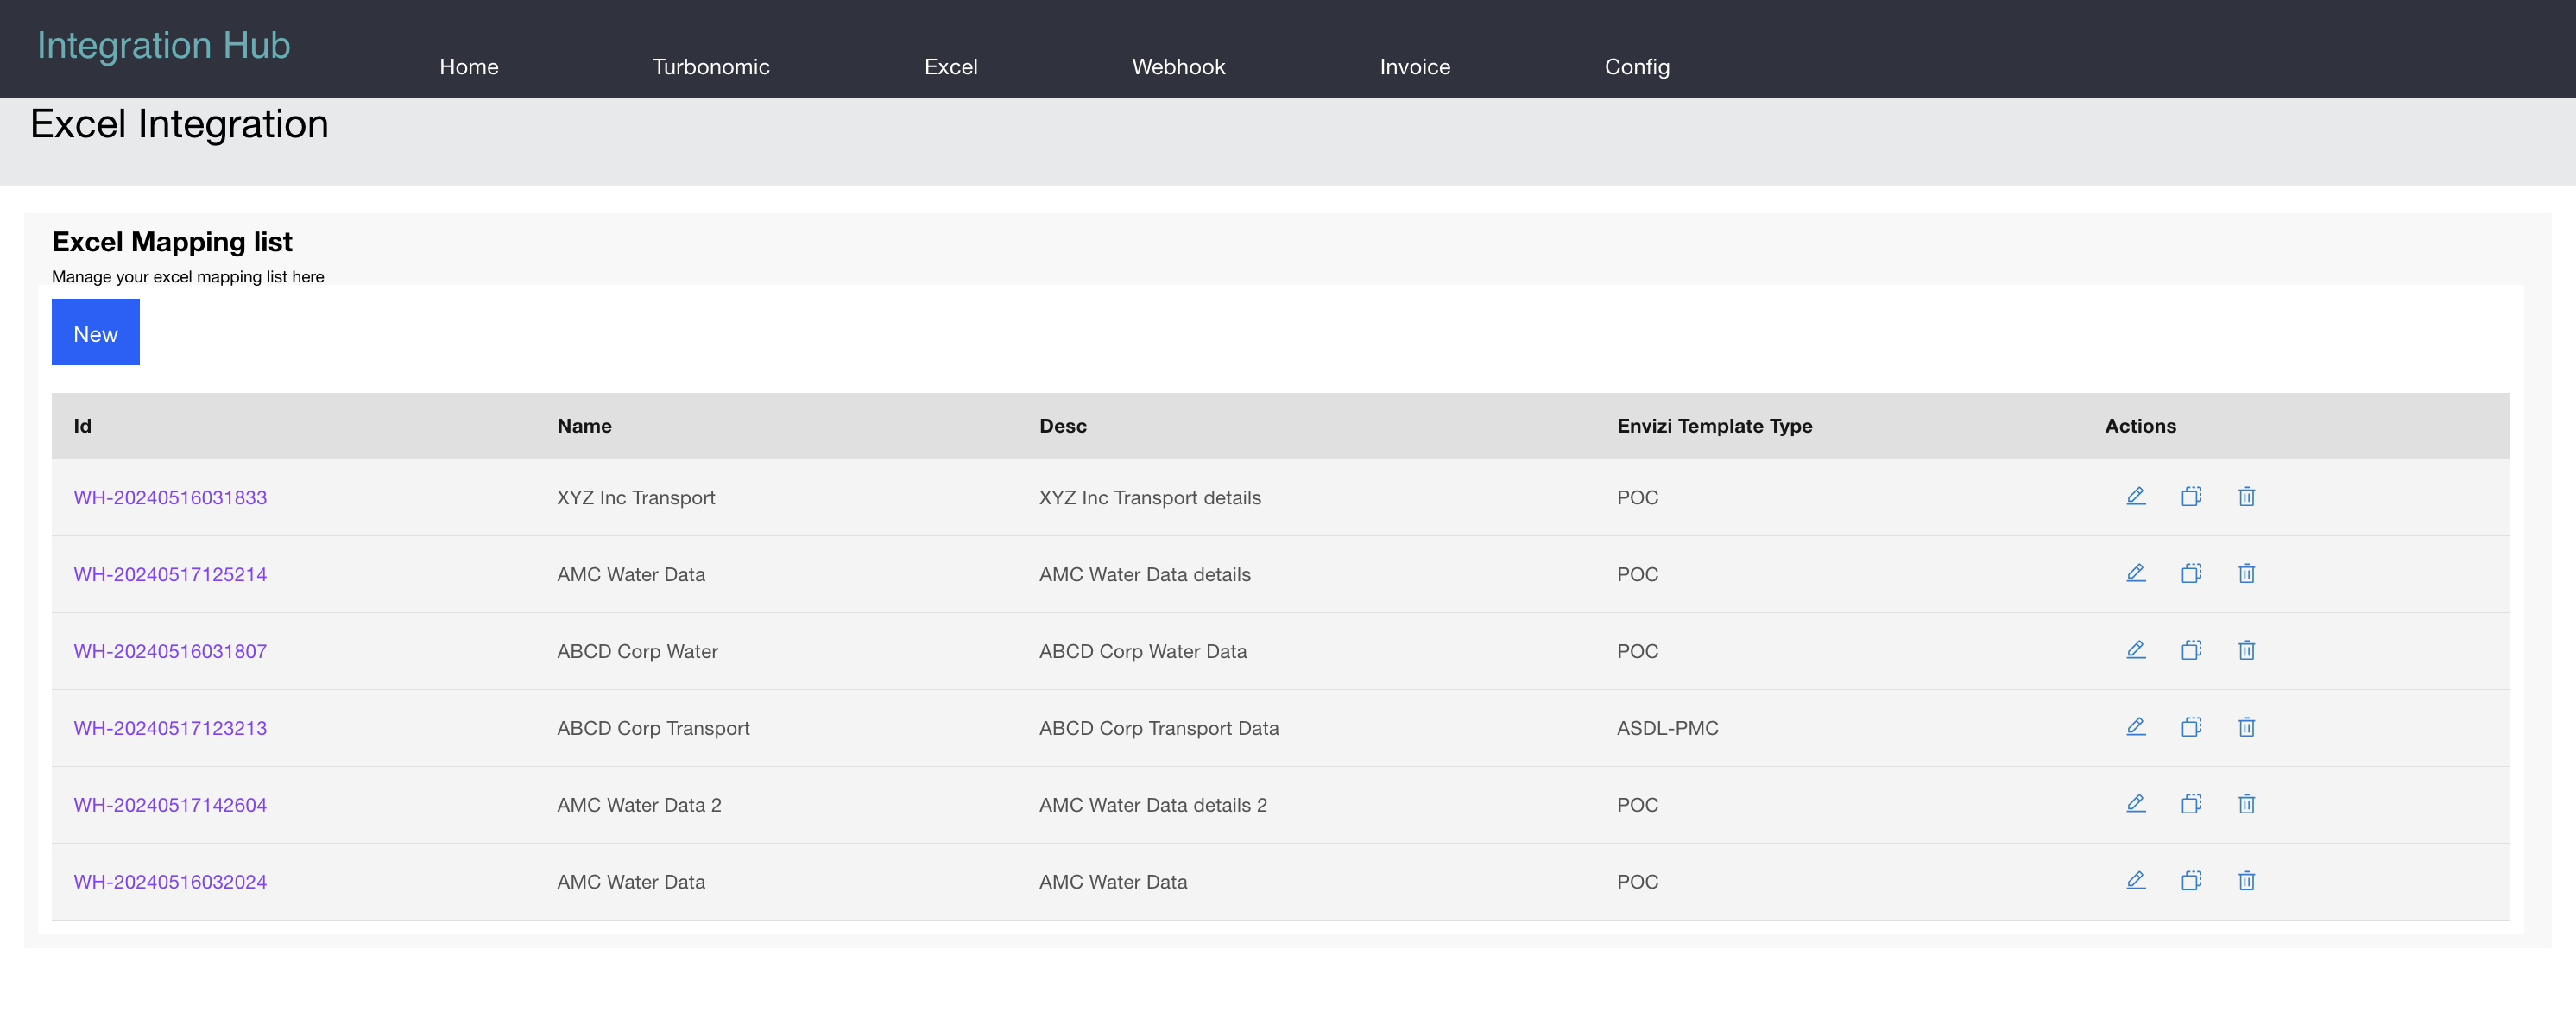 Integration Hub
Home Turbonomic Excel Webhook Invoice Config
Excel Integration
Excel Mapping list
Manage your excel mapping list here
New
Id Name Desc Envizi Template Type Actions
WH-20240516031833 XYZ Inc Transport XYZ Inc Transport details POC
WH-20240517125214 AMC Water Data AMC Water Data details POC
WH-20240516031807 ABCD Corp Water ABCD Corp Water Data POC
WH-20240517123213 ABCD Corp Transport ABCD Corp Transport Data ASDL-PMC
WH-20240517142604 AMC Water Data 2 AMC Water Data details 2 POC
WH-20240516032024 AMC Water Data AMC Water Data POC